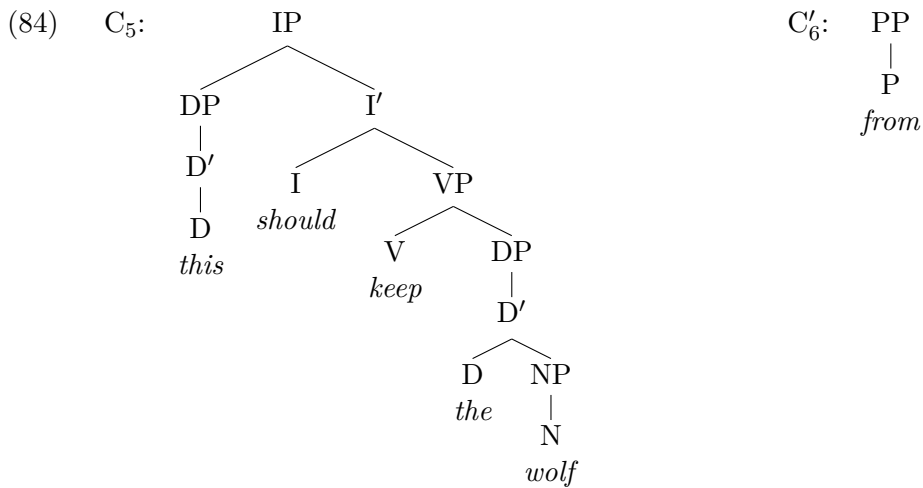 (84) C₅: IP C′₆: PP
P
DP I′ from
D′
I VP
D should
this V DP
keep
D′
D NP
the
N
wolf